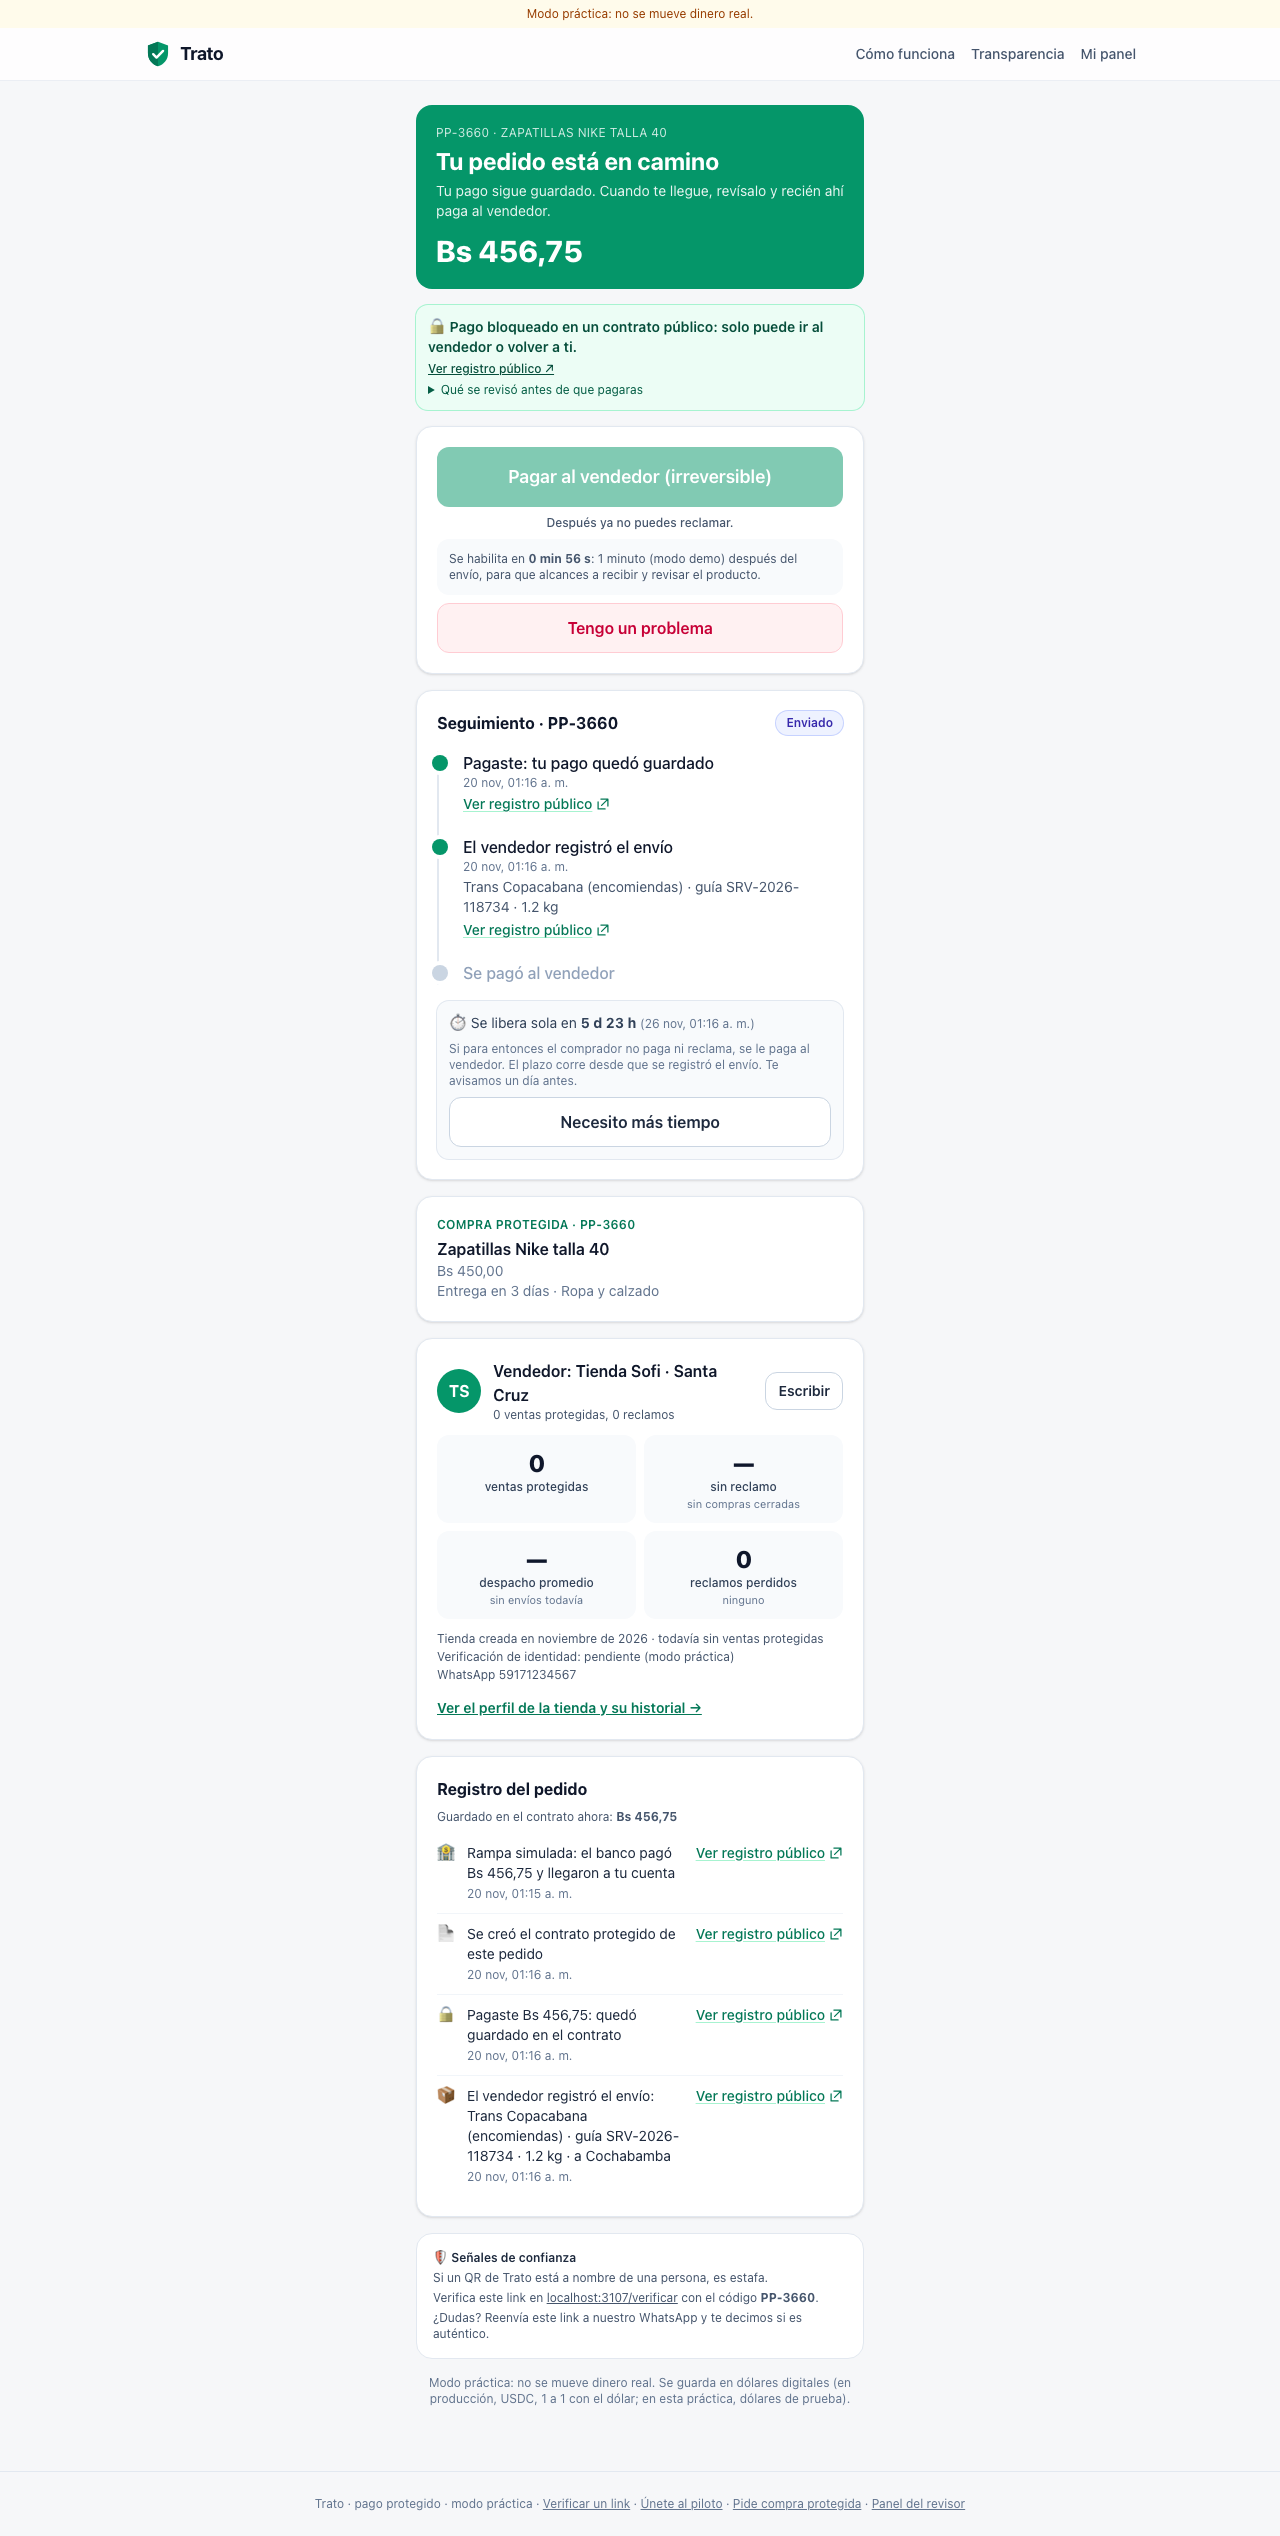 Modo práctica: no se mueve dinero real.
Trato
Cómo funciona
Transparencia
Mi panel
PP-3660 · ZAPATILLAS NIKE TALLA 40
Tu pedido está en camino
Tu pago sigue guardado. Cuando te llegue, revísalo y recién ahí
paga al vendedor.
Bs 456,75
Pago bloqueado en un contrato público: solo puede ir al
vendedor o volver a ti.
Ver registro público ↗
Qué se revisó antes de que pagaras
Pagar al vendedor (irreversible)
Después ya no puedes reclamar.
Se habilita en 0 min 56 s: 1 minuto (modo demo) después del
envío, para que alcances a recibir y revisar el producto.
Tengo un problema
Seguimiento · PP-3660
Enviado
Pagaste: tu pago quedó guardado
20 nov, 01:16 a. m.
Ver registro público
El vendedor registró el envío
20 nov, 01:16 a. m.
Trans Copacabana (encomiendas) · guía SRV-2026-
118734 · 1.2 kg
Ver registro público
Se pagó al vendedor
Se libera sola en 5 d 23 h (26 nov, 01:16 a. m.)
Si para entonces el comprador no paga ni reclama, se le paga al
vendedor. El plazo corre desde que se registró el envío. Te
avisamos un día antes.
Necesito más tiempo
COMPRA PROTEGIDA · PP-3660
Zapatillas Nike talla 40
Bs 450,00
Entrega en 3 días · Ropa y calzado
TS
Vendedor: Tienda Sofi · Santa
Cruz
0 ventas protegidas, 0 reclamos
Escribir
0
ventas protegidas
—
sin reclamo
sin compras cerradas
—
despacho promedio
sin envíos todavía
0
reclamos perdidos
ninguno
Tienda creada en noviembre de 2026 · todavía sin ventas protegidas
Verificación de identidad: pendiente (modo práctica)
WhatsApp 59171234567
Ver el perfil de la tienda y su historial →
Registro del pedido
Guardado en el contrato ahora: Bs 456,75
Rampa simulada: el banco pagó
Bs 456,75 y llegaron a tu cuenta
20 nov, 01:15 a. m.
Ver registro público
Se creó el contrato protegido de
este pedido
20 nov, 01:16 a. m.
Ver registro público
Pagaste Bs 456,75: quedó
guardado en el contrato
20 nov, 01:16 a. m.
Ver registro público
El vendedor registró el envío:
Trans Copacabana
(encomiendas) · guía SRV-2026-
118734 · 1.2 kg · a Cochabamba
20 nov, 01:16 a. m.
Ver registro público
Señales de confianza
Si un QR de Trato está a nombre de una persona, es estafa.
Verifica este link en localhost:3107/verificar con el código PP-3660.
¿Dudas? Reenvía este link a nuestro WhatsApp y te decimos si es
auténtico.
Modo práctica: no se mueve dinero real. Se guarda en dólares digitales (en
producción, USDC, 1 a 1 con el dólar; en esta práctica, dólares de prueba).
Trato · pago protegido · modo práctica · Verificar un link · Únete al piloto · Pide compra protegida · Panel del revisor